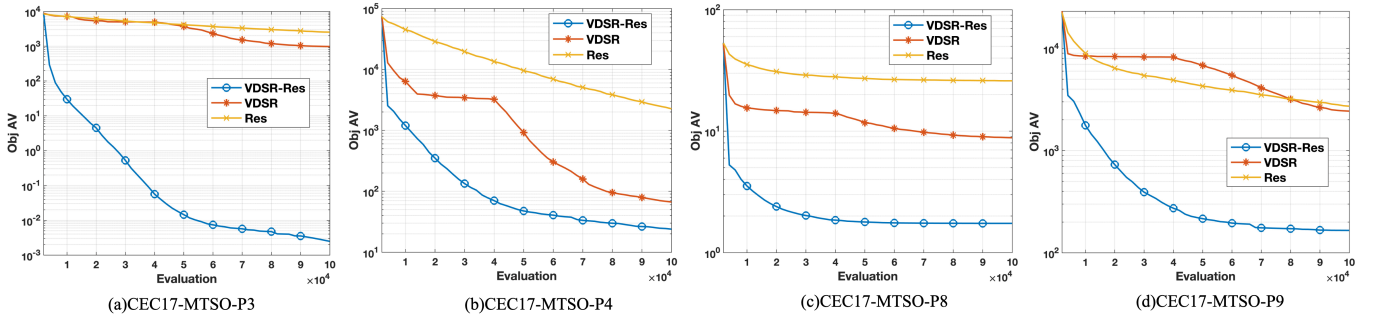 10^4
10^3
10^2
10^1
10^0
10^-1
10^-2
10^-3
Obj AV
VDSR-Res
VDSR
Res
1 2 3 4 5 6 7 8 9 10
Evaluation
×10^4
(a)CEC17-MTSO-P3
10^5
10^4
10^3
10^2
10^1
Obj AV
VDSR-Res
VDSR
Res
1 2 3 4 5 6 7 8 9 10
Evaluation
×10^4
(b)CEC17-MTSO-P4
10^2
10^1
10^0
Obj AV
VDSR-Res
VDSR
Res
1 2 3 4 5 6 7 8 9 10
Evaluation
×10^4
(c)CEC17-MTSO-P8
10^4
10^3
10^2
Obj AV
VDSR-Res
VDSR
Res
1 2 3 4 5 6 7 8 9 10
Evaluation
×10^4
(d)CEC17-MTSO-P9